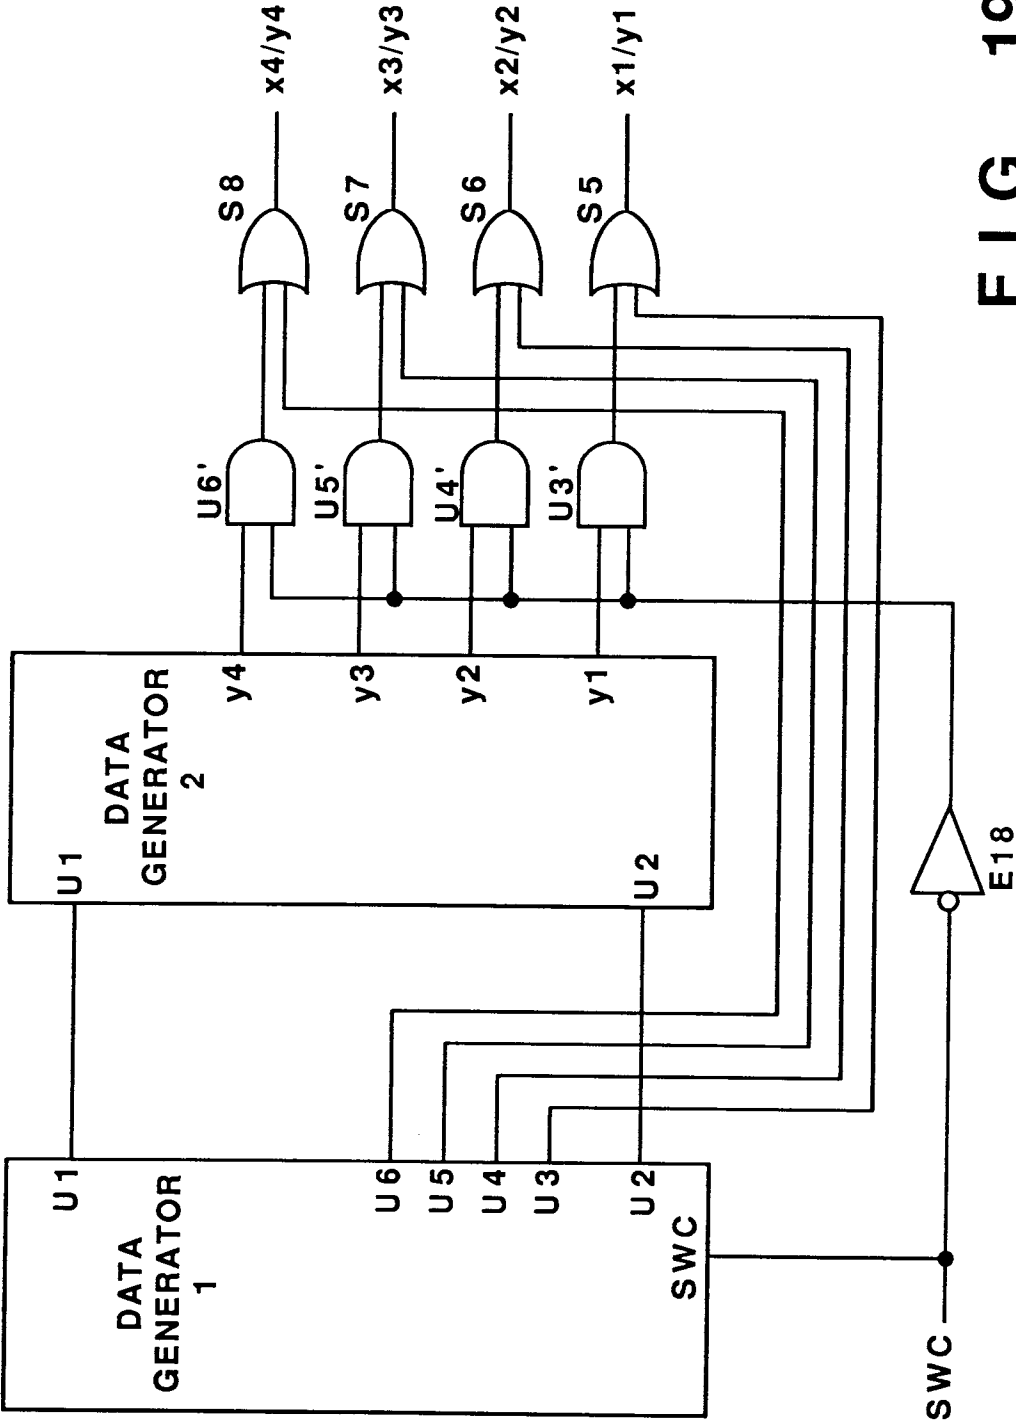 DATA
GENERATOR
1
U1
U6
U5
U4
U3
U2
SWC
SWC
DATA
GENERATOR
2
U1
U2
y4
y3
y2
y1
E18
U6'
U5'
U4'
U3'
S8
S7
S6
S5
x4/y4
x3/y3
x2/y2
x1/y1
FIG